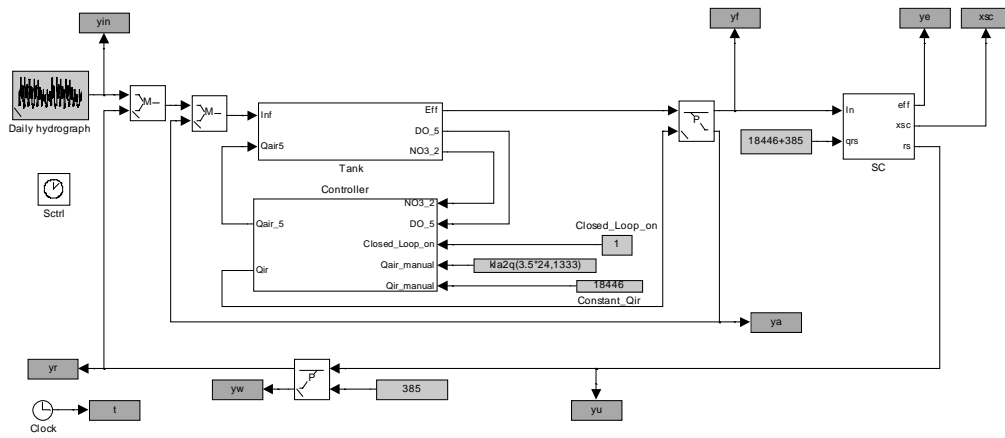 yin
yf
ye
xsc
Daily hydrograph
M
M
Inf
Qair5
Eff
DO_5
NO3_2
Tank
P
In
qrs
eff
xsc
rs
SC
18446+385
Sctrl
Controller
Qair_5
Qir
NO3_2
DO_5
Closed_Loop_on
Qair_manual
Qir_manual
Closed_Loop_on
1
kla2q(3.5*24,1333)
18446
Constant_Qir
ya
yr
yw
P
385
yu
Clock
t